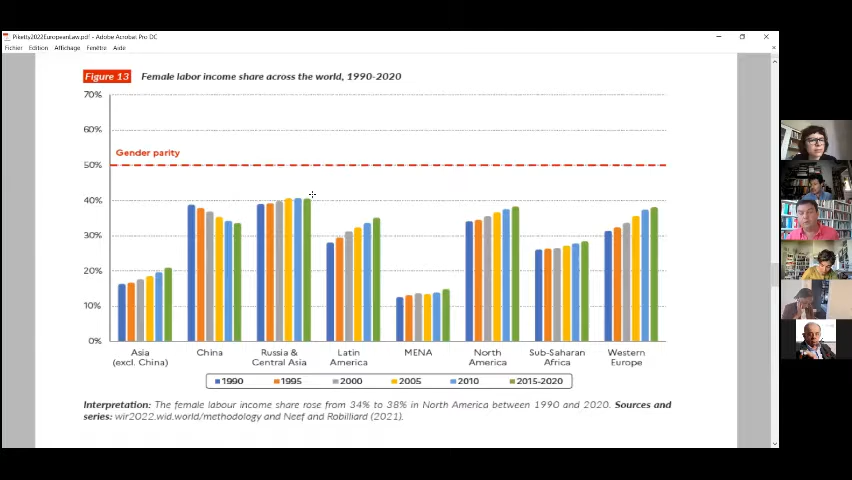 Piketty2022EuropeanLaw.pdf - Adobe Acrobat Pro DC
Fichier Edition Affichage Fenêtre Aide
Figure 13 Female labor income share across the world, 1990-2020
70%
60%
Gender parity
50%
40%
30%
20%
10%
0%
Asia (excl. China)
China
Russia & Central Asia
Latin America
MENA
North America
Sub-Saharan Africa
Western Europe
1990 1995 2000 2005 2010 2015-2020
Interpretation: The female labour income share rose from 34% to 38% in North America between 1990 and 2020. Sources and
series: wir2022.wid.world/methodology and Neef and Robilliard (2021).